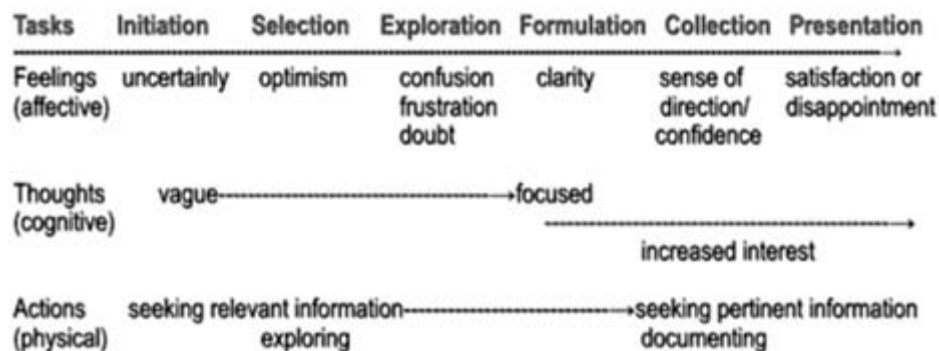 Tasks Initiation Selection Exploration Formulation Collection Presentation
Feelings uncertainly optimism confusion clarity sense of satisfaction or
(affective) frustration direction/ disappointment
doubt confidence
Thoughts vague focused
(cognitive)
increased interest
Actions seeking relevant information seeking pertinent information
(physical) exploring documenting